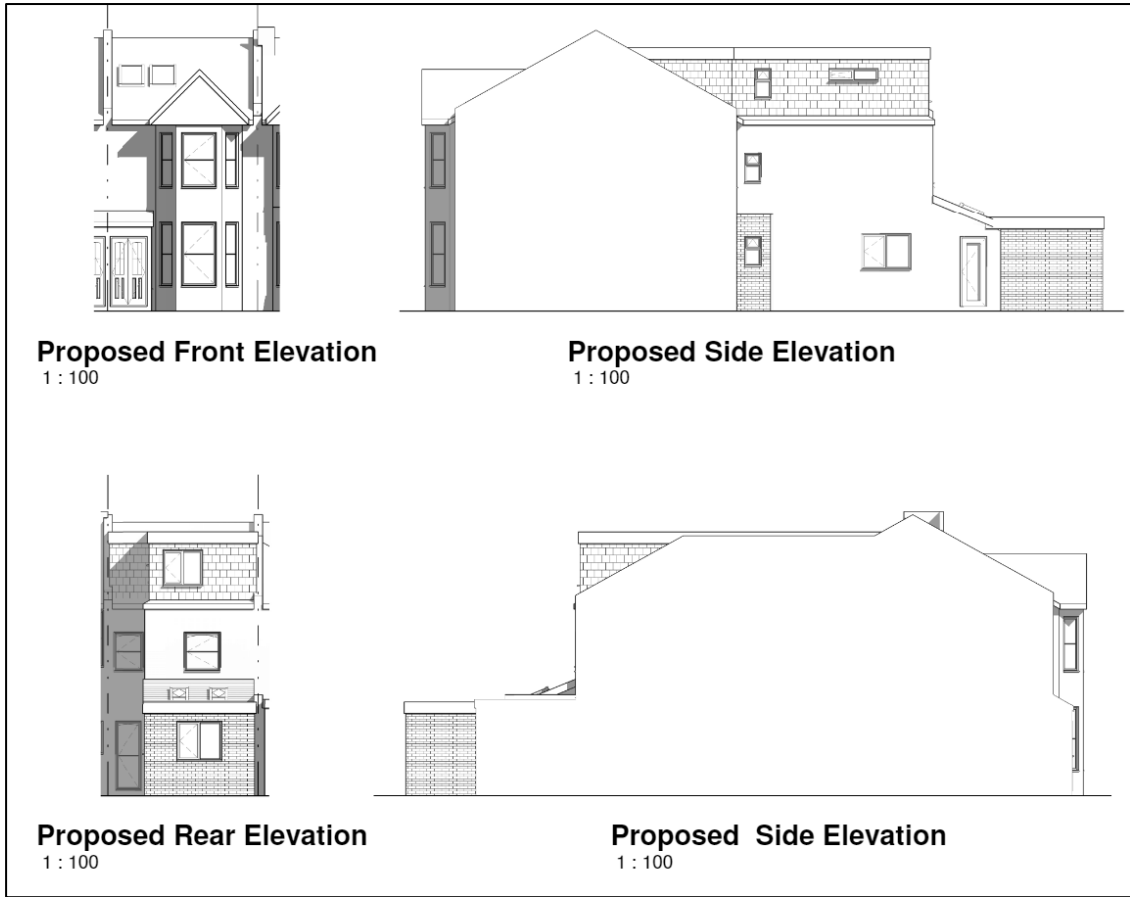 Proposed Front Elevation
1 : 100
Proposed Side Elevation
1 : 100
Proposed Rear Elevation
1 : 100
Proposed  Side Elevation
1 : 100